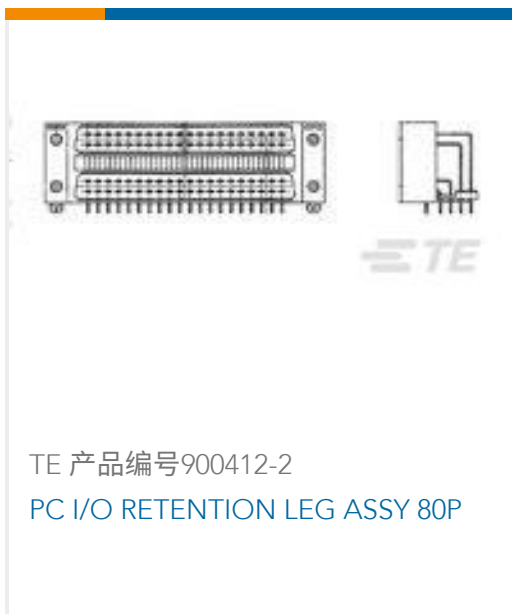 TE
TE 产品编号900412-2
PC I/O RETENTION LEG ASSY 80P